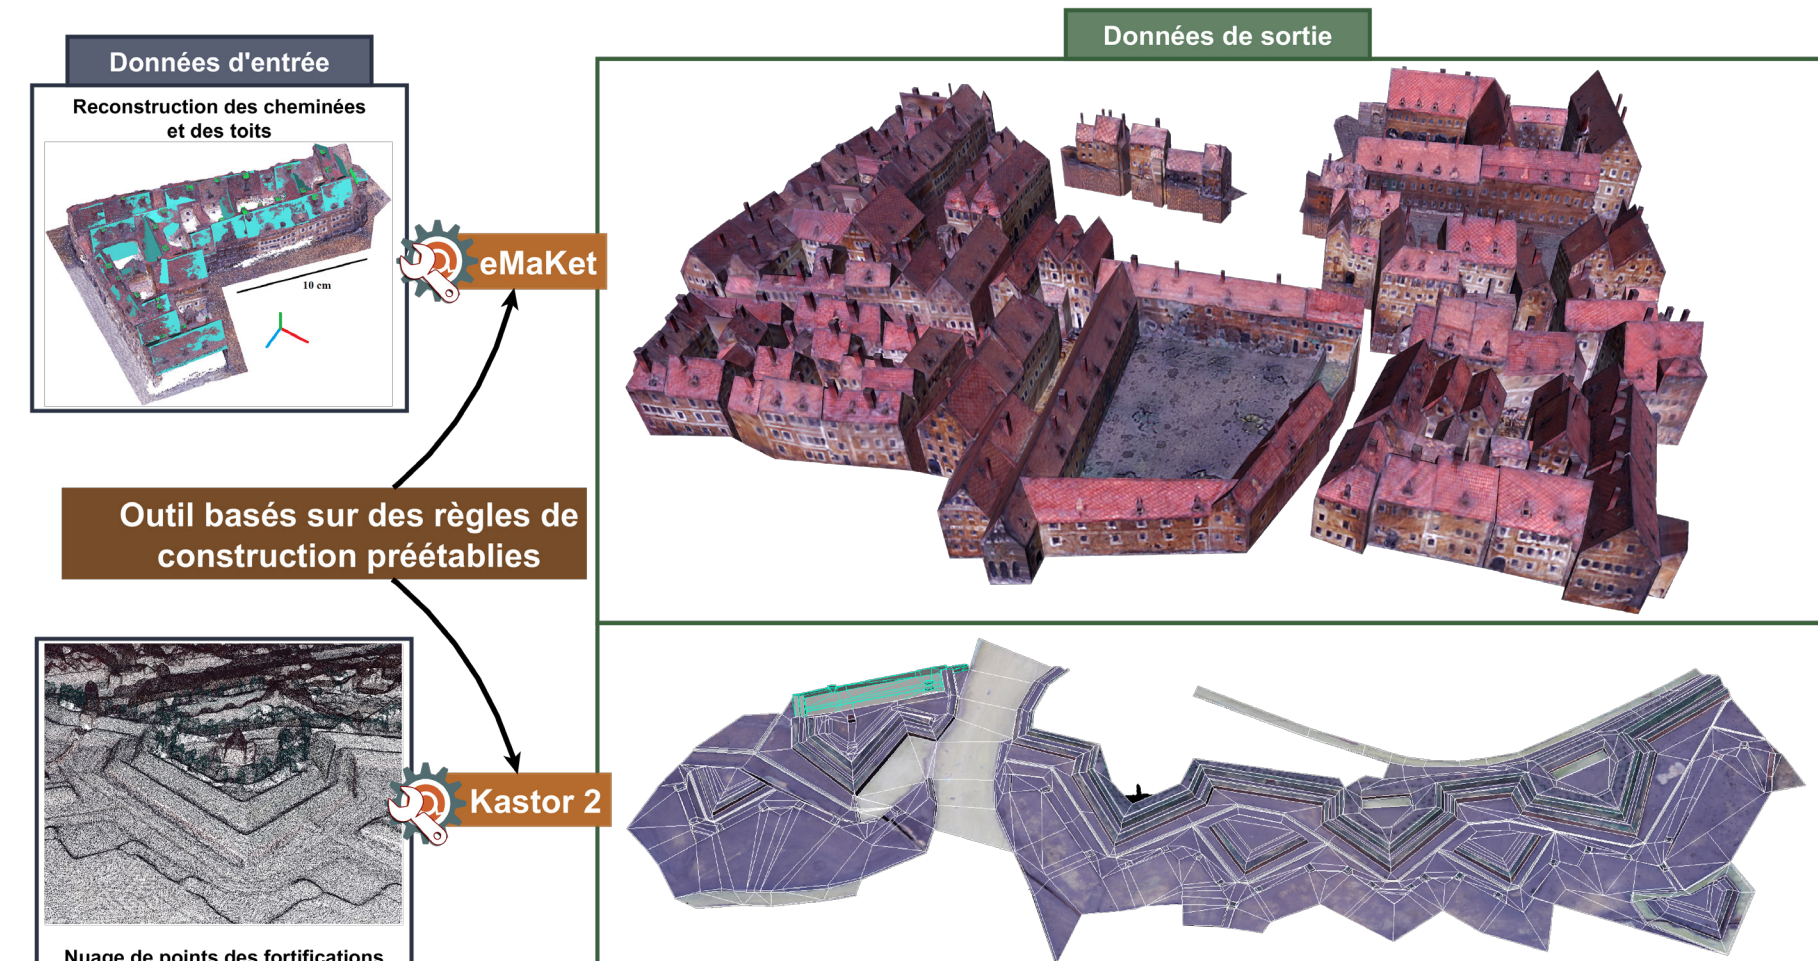 Données d'entrée
Reconstruction des cheminées
et des toits
10 cm
eMaKet
Outil basés sur des règles de
construction préétablies
Kastor 2
Nuage de points des fortifications
Données de sortie